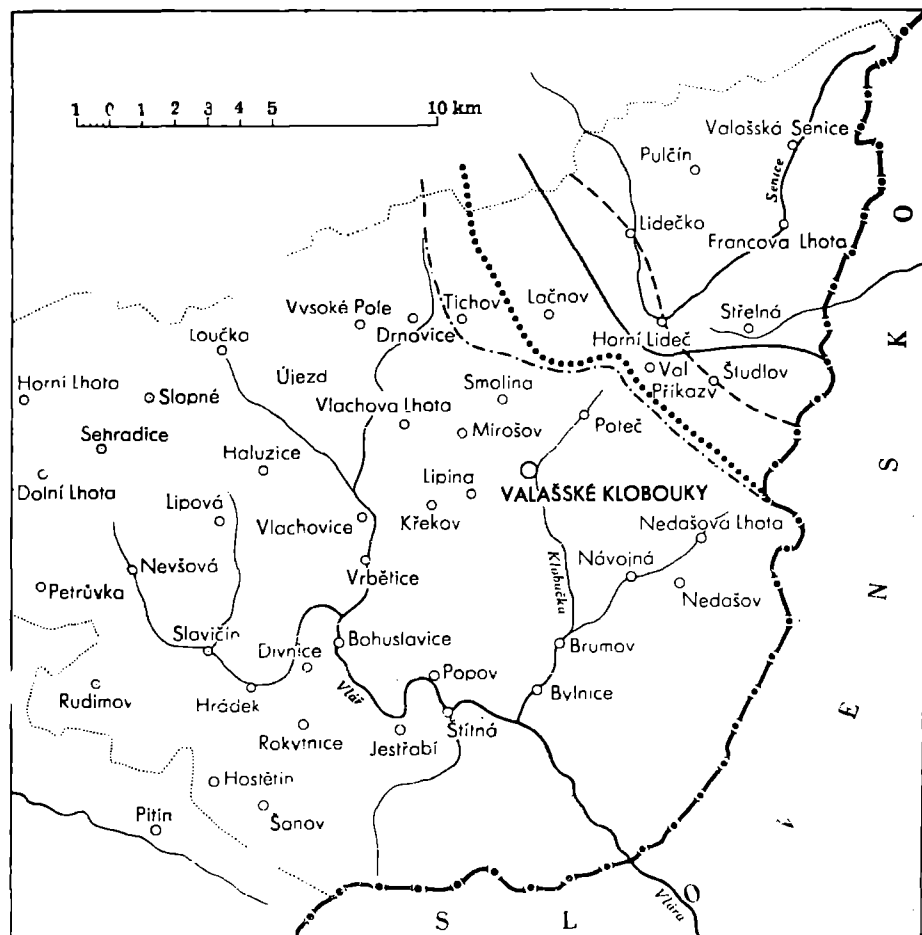 1 0 1 2 3 4 5 10 km
Valašská Senice
Pulčín
Senice
Lidečko
Francova Lhota
Lačnov
Střelná
Vysoké Pole
Tichov
Drnovice
Loučka
Horní Lideč
Újezd
Val
Příkazy
Študlov
Horní Lhota
Slopné
Smolina
Vlachova Lhota
Poteč
Sehradice
Mirošov
Haluzice
Dolní Lhota
Lipina
VALAŠSKÉ KLOBOUKY
Lipová
Vlachovice
Křekov
Nedašová Lhota
Nevšová
Vrbětice
Klobučka
Návojná
Petrůvka
Nedašov
Slavičín
Divnice
Bohuslavice
Brumov
Popov
Rudimov
Hrádek
Vlář
Bylnice
Štítná
Rokytnice
Jestřabí
Hostětín
Pitín
Šanov
Vlára
S L O E N S K O